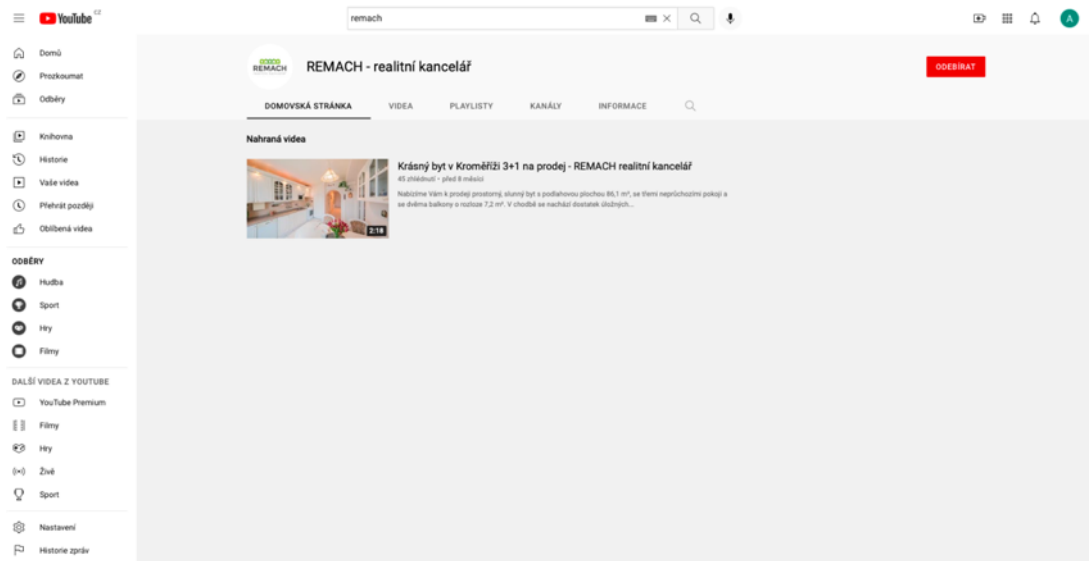 YouTube CZ
remach
A
Domů
Prozkoumat
Odběry
Knihovna
Historie
Vaše videa
Přehrát později
Oblíbená videa
ODBĚRY
Hudba
Sport
Hry
Filmy
DALŠÍ VIDEA Z YOUTUBE
YouTube Premium
Filmy
Hry
Živě
Sport
Nastavení
Historie zpráv
REMACH
REMACH - realitní kancelář
ODEBÍRAT
DOMOVSKÁ STRÁNKA VIDEA PLAYLISTY KANÁLY INFORMACE
Nahraná videa
2:18
Krásný byt v Kroměříži 3+1 na prodej - REMACH realitní kancelář
45 zhlédnutí • před 8 měsíci
Nabízíme Vám k prodeji prostorný, slunný byt s podlahovou plochou 86,1 m², se třemi neprůchozími pokoji a
se dvěma balkony o rozloze 7,2 m². V chodbě se nachází dostatek úložných...